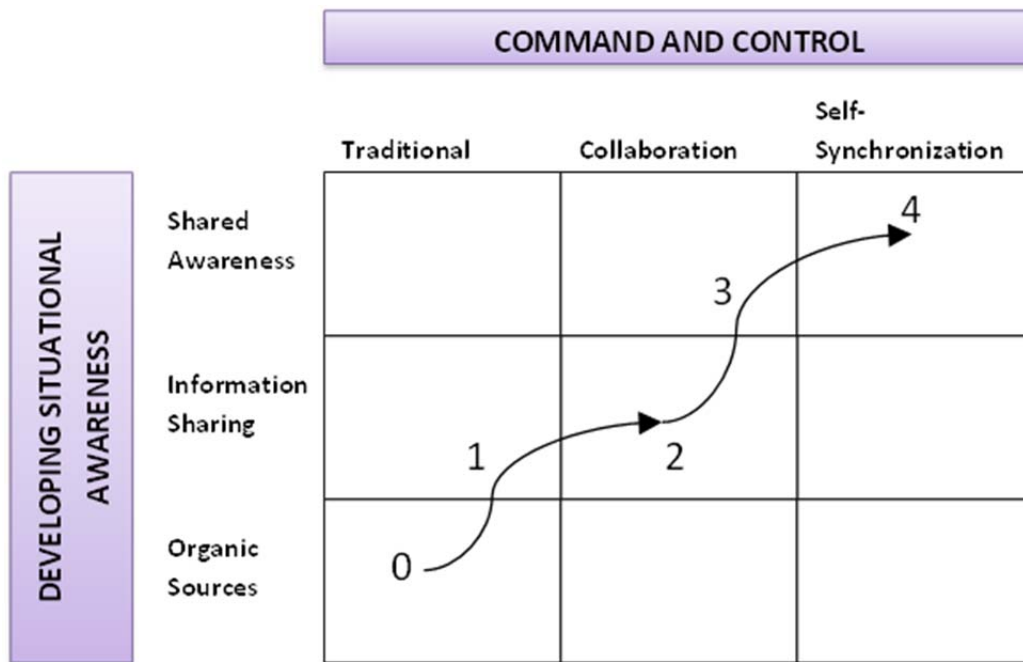 COMMAND AND CONTROL
Traditional
Collaboration
Self-
Synchronization
DEVELOPING SITUATIONAL
AWARENESS
Shared
Awareness
4
3
Information
Sharing
1
2
Organic
Sources
0